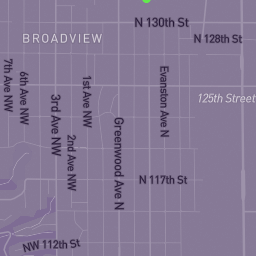 N 130th St
BROADVIEW
N 128th St
7th Ave NW
6th Ave NW
3rd Ave NW
1st Ave NW
2nd Ave NW
Greenwood Ave N
Evanston Ave N
125th Street
N 117th St
NW 112th St